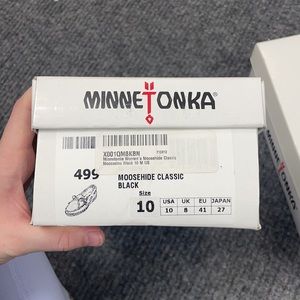 MINNETONKA®
X001QNBKBN
Minnetonka Women's Moosehide Classic
Moccasins Black 10 M US
499 MOOSEHIDE CLASSIC
BLACK
Size
10
USA UK EU JAPAN
10 8 41 27